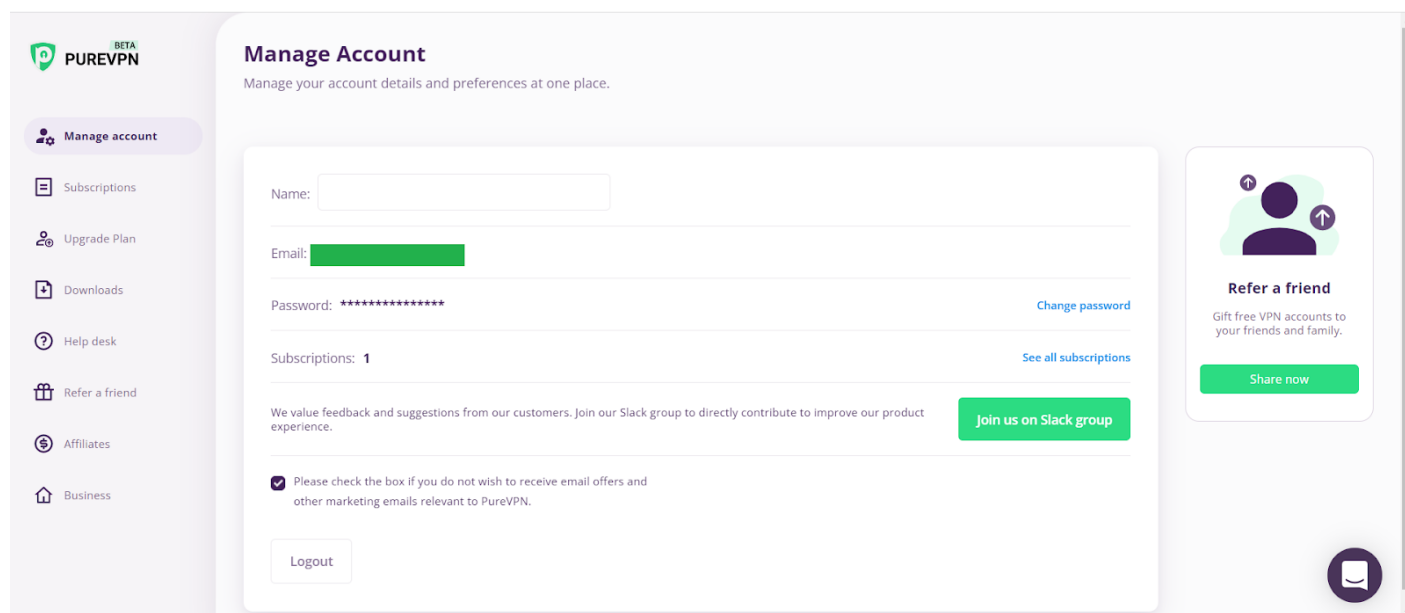 BETA
PUREVPN
Manage account
Subscriptions
Upgrade Plan
Downloads
Help desk
Refer a friend
Affiliates
Business
Manage Account
Manage your account details and preferences at one place.
Name:
Email:
Password: ***************
Change password
Subscriptions: 1
See all subscriptions
We value feedback and suggestions from our customers. Join our Slack group to directly contribute to improve our product
experience.
Join us on Slack group
Please check the box if you do not wish to receive email offers and
other marketing emails relevant to PureVPN.
Logout
Refer a friend
Gift free VPN accounts to
your friends and family.
Share now